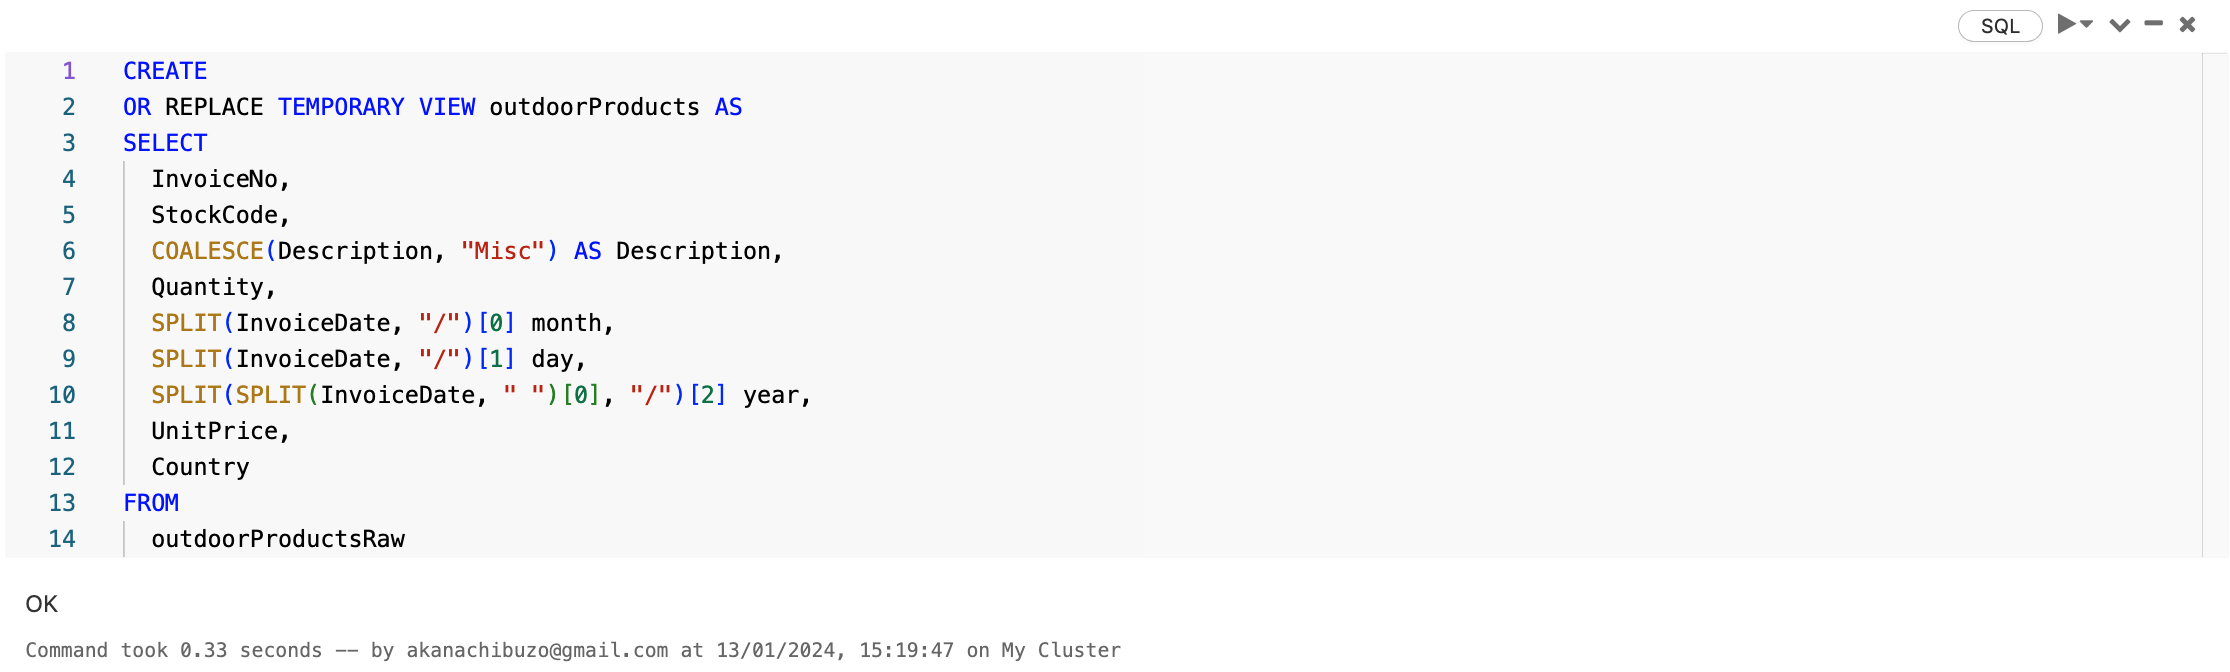 SQL
1 CREATE
2 OR REPLACE TEMPORARY VIEW outdoorProducts AS
3 SELECT
4   InvoiceNo,
5   StockCode,
6   COALESCE(Description, "Misc") AS Description,
7   Quantity,
8   SPLIT(InvoiceDate, "/")[0] month,
9   SPLIT(InvoiceDate, "/")[1] day,
10   SPLIT(SPLIT(InvoiceDate, " ")[0], "/")[2] year,
11   UnitPrice,
12   Country
13 FROM
14   outdoorProductsRaw
OK
Command took 0.33 seconds -- by akanachibuzo@gmail.com at 13/01/2024, 15:19:47 on My Cluster